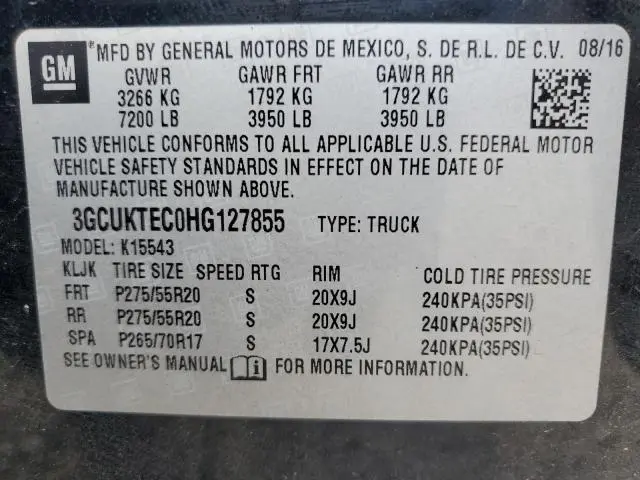 GM ® MFD BY GENERAL MOTORS DE MEXICO, S. DE R.L. DE C.V. 08/16
GVWR GAWR FRT GAWR RR
3266 KG 1792 KG 1792 KG
7200 LB 3950 LB 3950 LB
THIS VEHICLE CONFORMS TO ALL APPLICABLE U.S. FEDERAL MOTOR
VEHICLE SAFETY STANDARDS IN EFFECT ON THE DATE OF
MANUFACTURE SHOWN ABOVE.
3GCUKTEC0HG127855 TYPE: TRUCK
MODEL: K15543
KLJK TIRE SIZE SPEED RTG RIM COLD TIRE PRESSURE
FRT P275/55R20 S 20X9J 240KPA(35PSI)
RR P275/55R20 S 20X9J 240KPA(35PSI)
SPA P265/70R17 S 17X7.5J 240KPA(35PSI)
SEE OWNER'S MANUAL i FOR MORE INFORMATION.